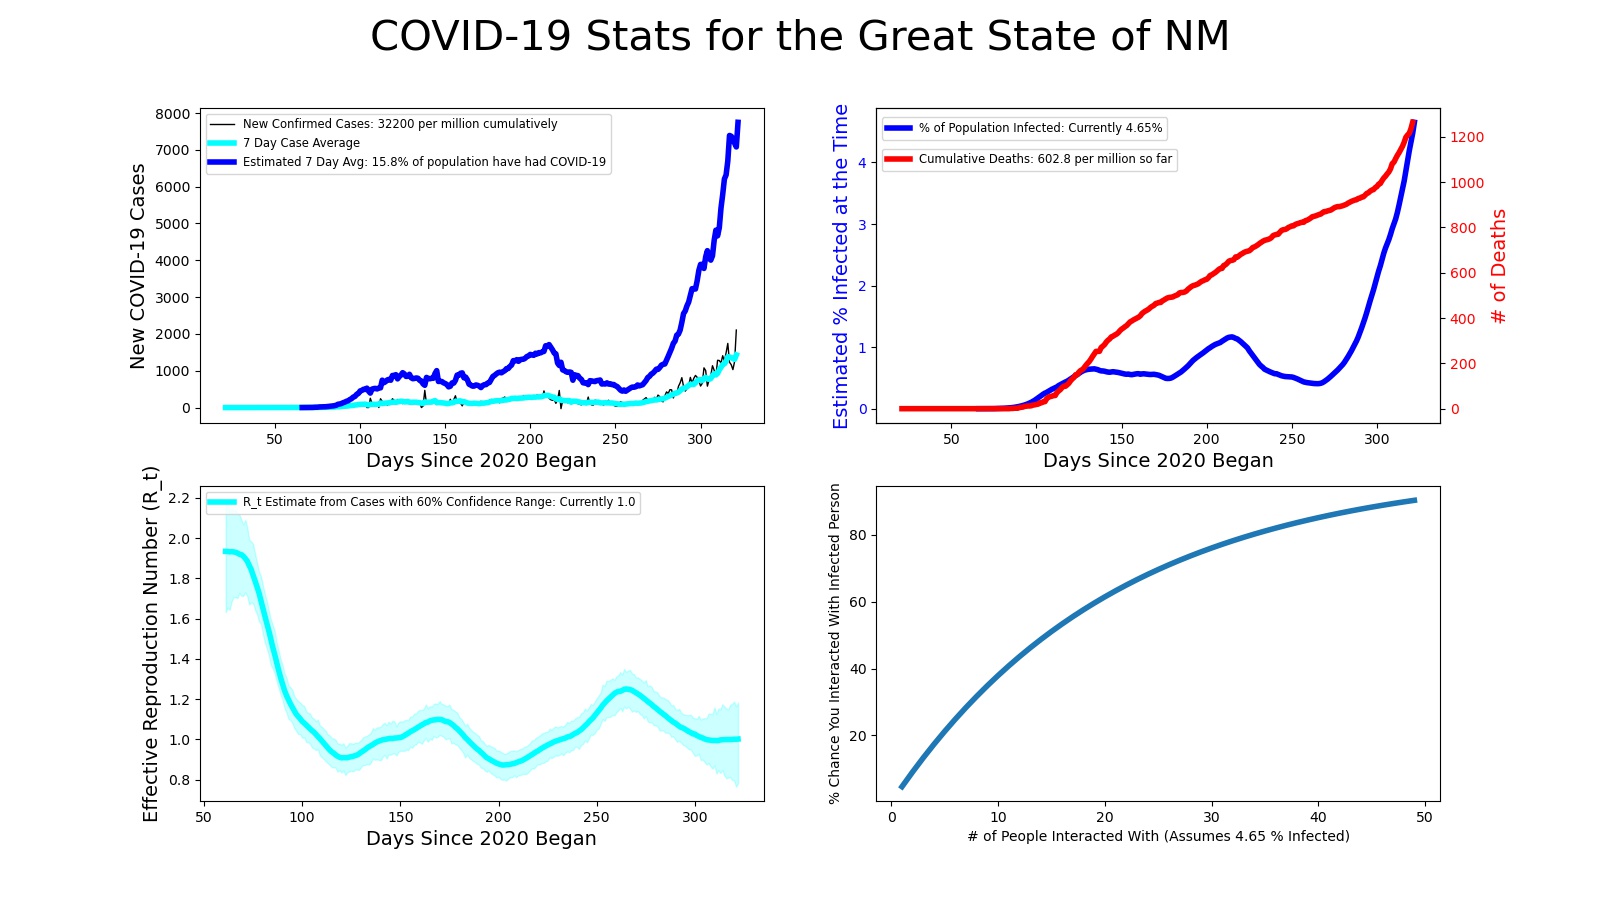 COVID-19 Stats for the Great State of NM
New COVID-19 Cases
8000
7000
6000
5000
4000
3000
2000
1000
0
New Confirmed Cases: 32200 per million cumulatively
7 Day Case Average
Estimated 7 Day Avg: 15.8% of population have had COVID-19
50 100 150 200 250 300
Days Since 2020 Began
Estimated % Infected at the Time
4
3
2
1
0
% of Population Infected: Currently 4.65%
Cumulative Deaths: 602.8 per million so far
1200
1000
800
600
400
200
0
# of Deaths
50 100 150 200 250 300
Days Since 2020 Began
Effective Reproduction Number (R_t)
2.2
2.0
1.8
1.6
1.4
1.2
1.0
0.8
R_t Estimate from Cases with 60% Confidence Range: Currently 1.0
50 100 150 200 250 300
Days Since 2020 Began
% Chance You Interacted With Infected Person
80
60
40
20
0 10 20 30 40 50
# of People Interacted With (Assumes 4.65 % Infected)